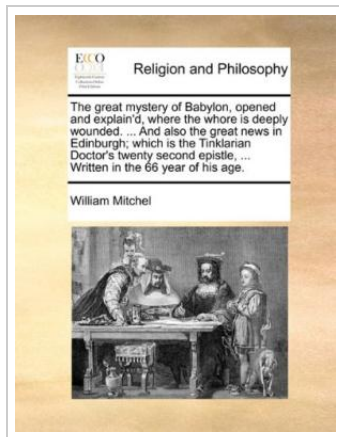 ECCO
Religion and Philosophy
The great mystery of Babylon, opened
and explain'd, where the whore is deeply
wounded. ... And also the great news in
Edinburgh; which is the Tinklarian
Doctor's twenty second epistle, ...
Written in the 66 year of his age.
William Mitchel